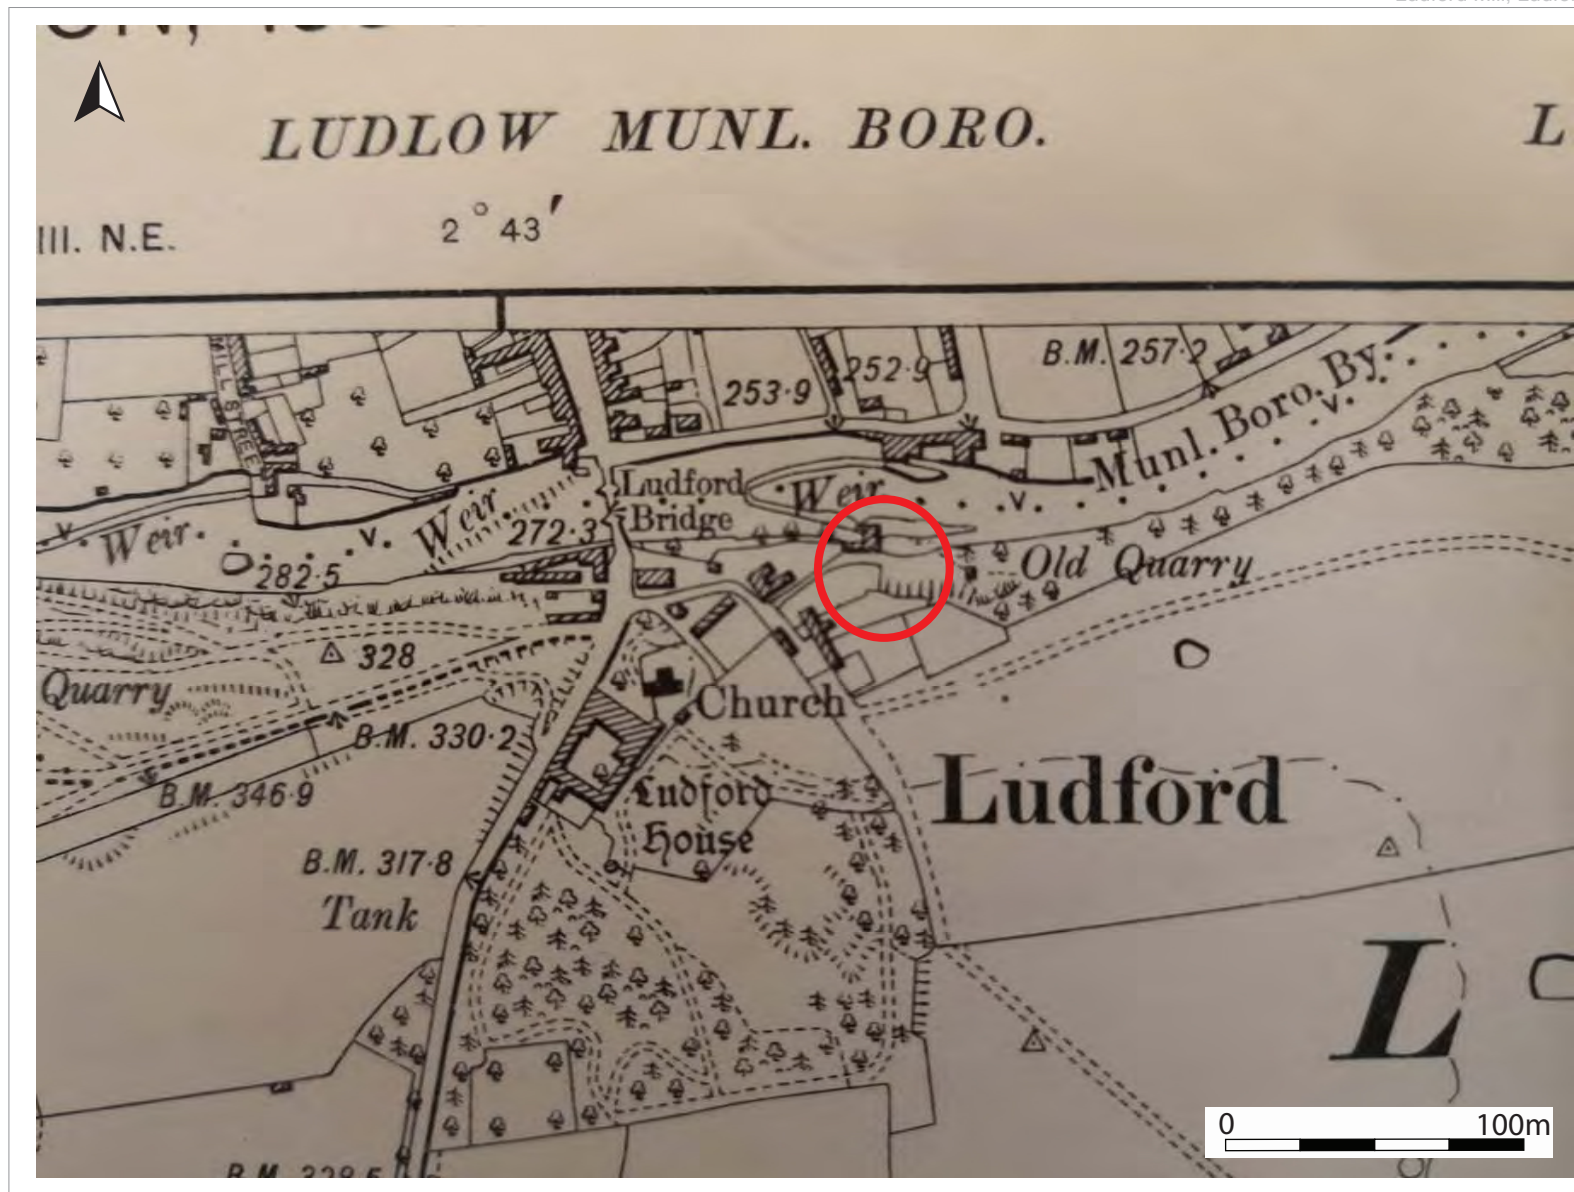 LUDLOW MUNL. BORO.
L
III. N.E.
2° 43′
MILL STREET
253·9
252·9
B.M. 257·2
Munl. Boro. By.
Ludford
Bridge
Weir
Weir
Weir
272·3
282·5
Old Quarry
328
Quarry
Church
B.M. 330·2
B.M. 346·9
Ludford
House
Ludford
B.M. 317·8
Tank
L
0 100m